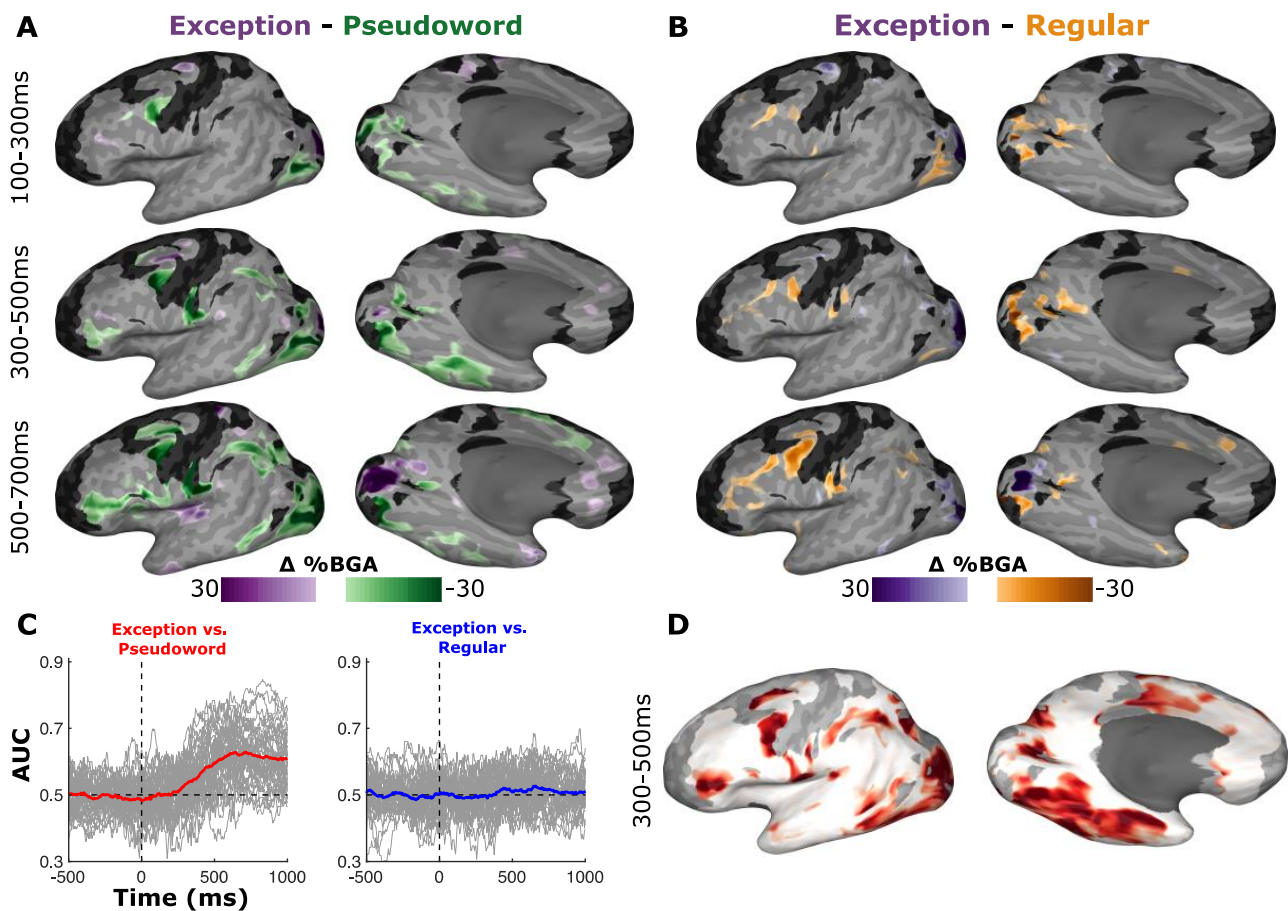 A
Exception – Pseudoword
B
Exception – Regular
100–300ms
300–500ms
500–700ms
Δ %BGA
30
–30
Δ %BGA
30
–30
C
Exception vs.
Pseudoword
Exception vs.
Regular
D
AUC
0.9
0.7
0.5
0.3
-500
0
500
1000
Time (ms)
0.9
0.7
0.5
0.3
-500
0
500
1000
300–500ms